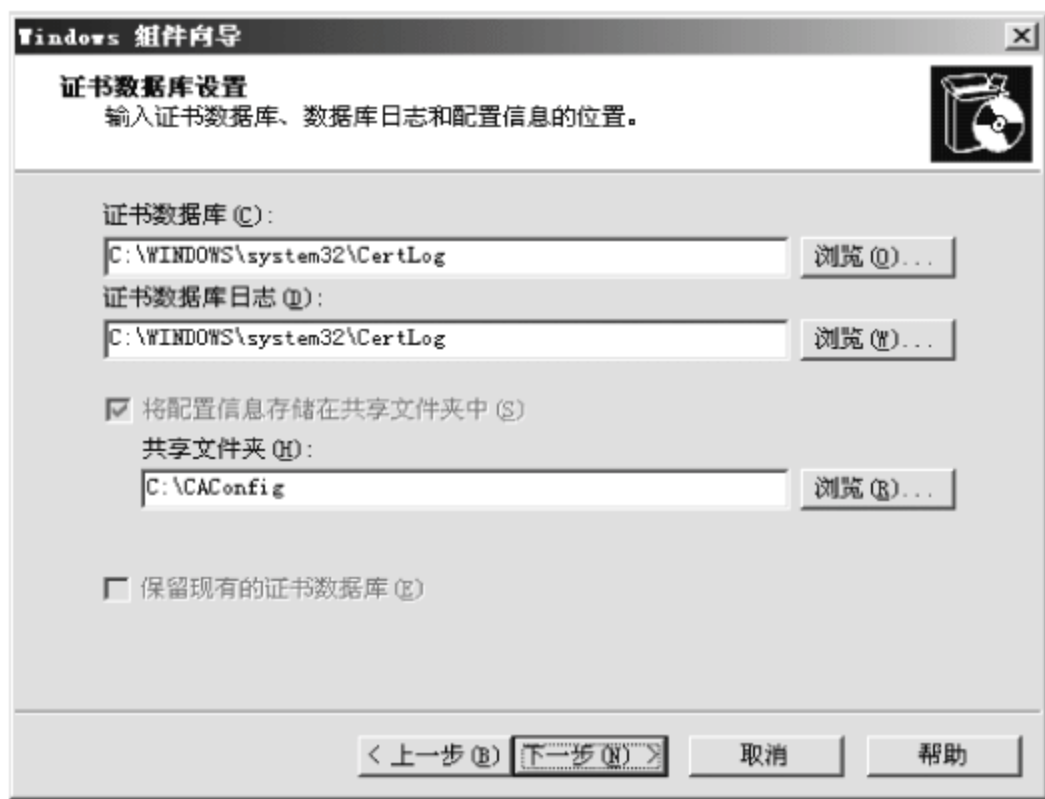 Windows 组件向导
证书数据库设置
输入证书数据库、数据库日志和配置信息的位置。
证书数据库(C):
C:\WINDOWS\system32\CertLog
浏览(O)...
证书数据库日志(D):
C:\WINDOWS\system32\CertLog
浏览(W)...
将配置信息存储在共享文件夹中(S)
共享文件夹(H):
C:\CAConfig
浏览(R)...
保留现有的证书数据库(E)
< 上一步(B) 下一步(N) > 取消 帮助